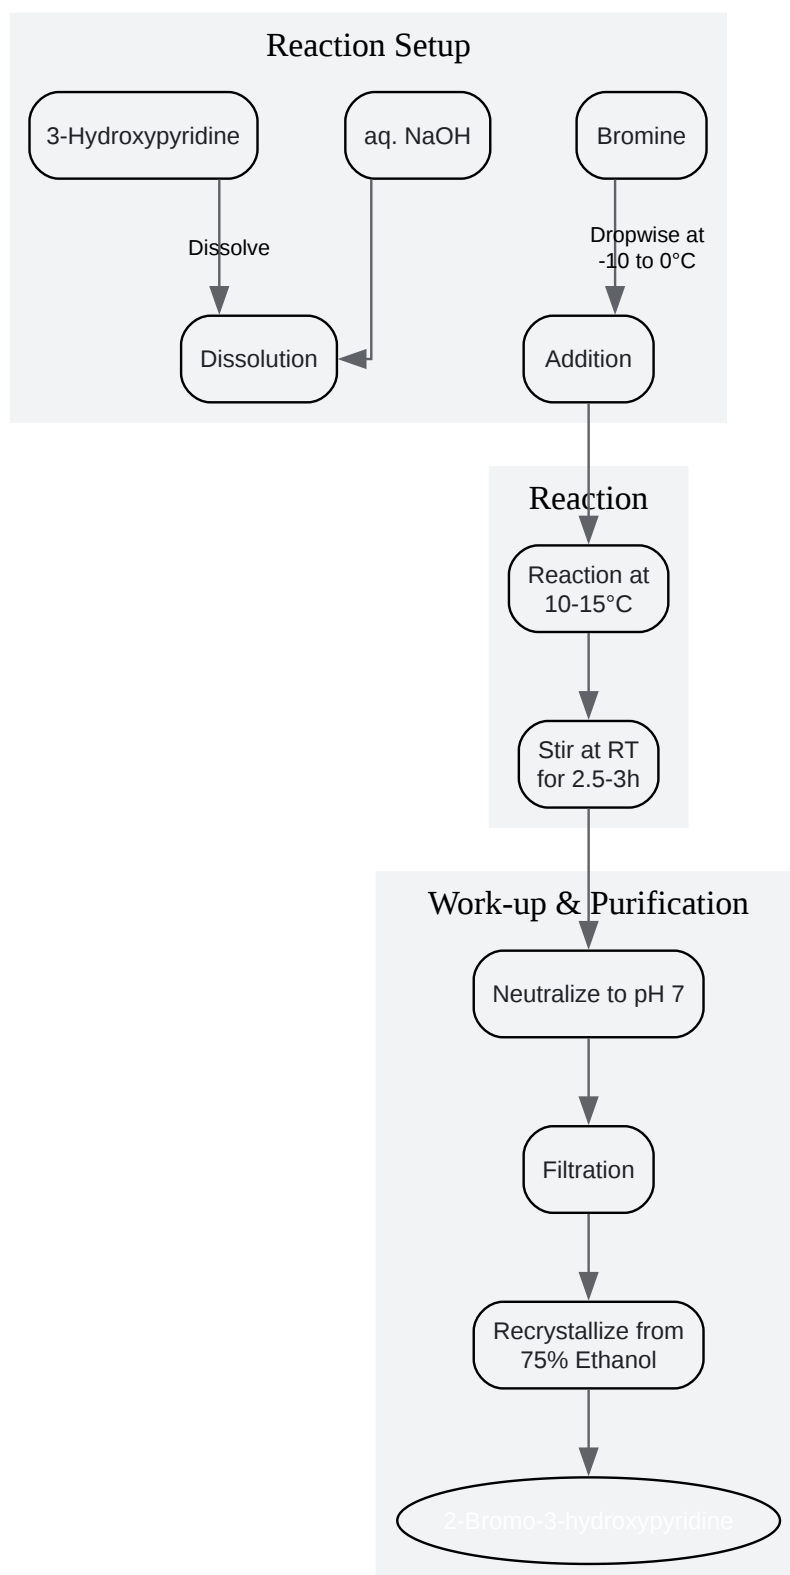 Reaction Setup
3-Hydroxypyridine
aq. NaOH
Bromine
Dissolve
Dropwise at
-10 to 0°C
Dissolution
Addition
Reaction
Reaction at
10-15°C
Stir at RT
for 2.5-3h
Work-up & Purification
Neutralize to pH 7
Filtration
Recrystallize from
75% Ethanol
2-Bromo-3-hydroxypyridine